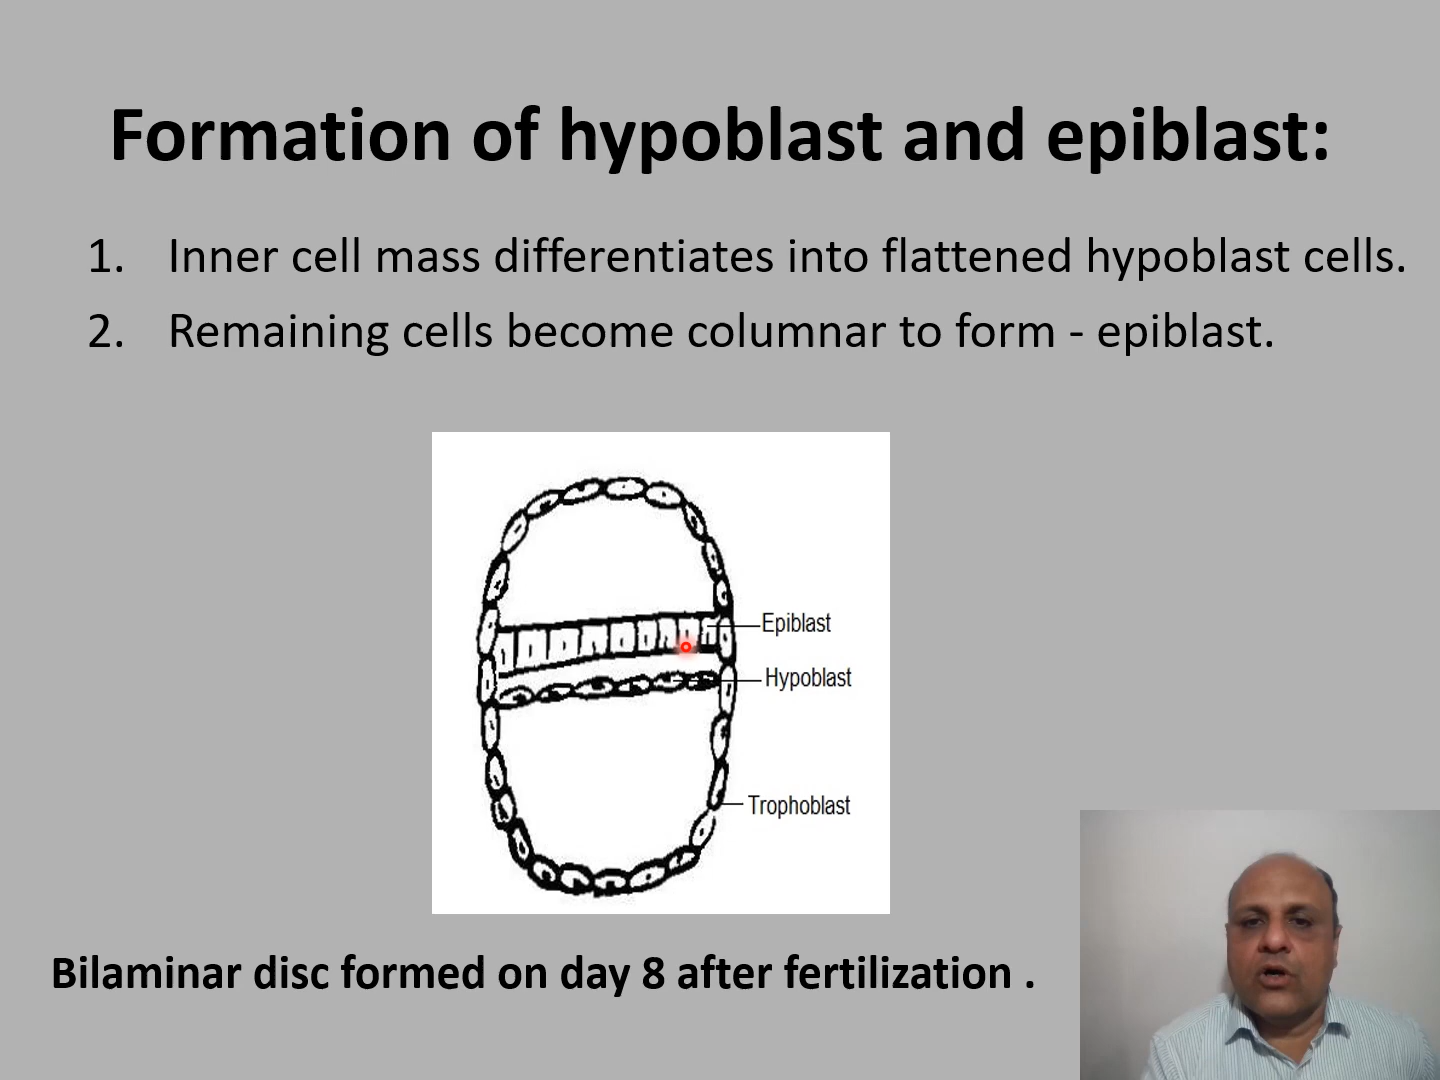 Formation of hypoblast and epiblast:
1. Inner cell mass differentiates into flattened hypoblast cells.
2. Remaining cells become columnar to form - epiblast.
Epiblast
Hypoblast
Trophoblast
Bilaminar disc formed on day 8 after fertilization .